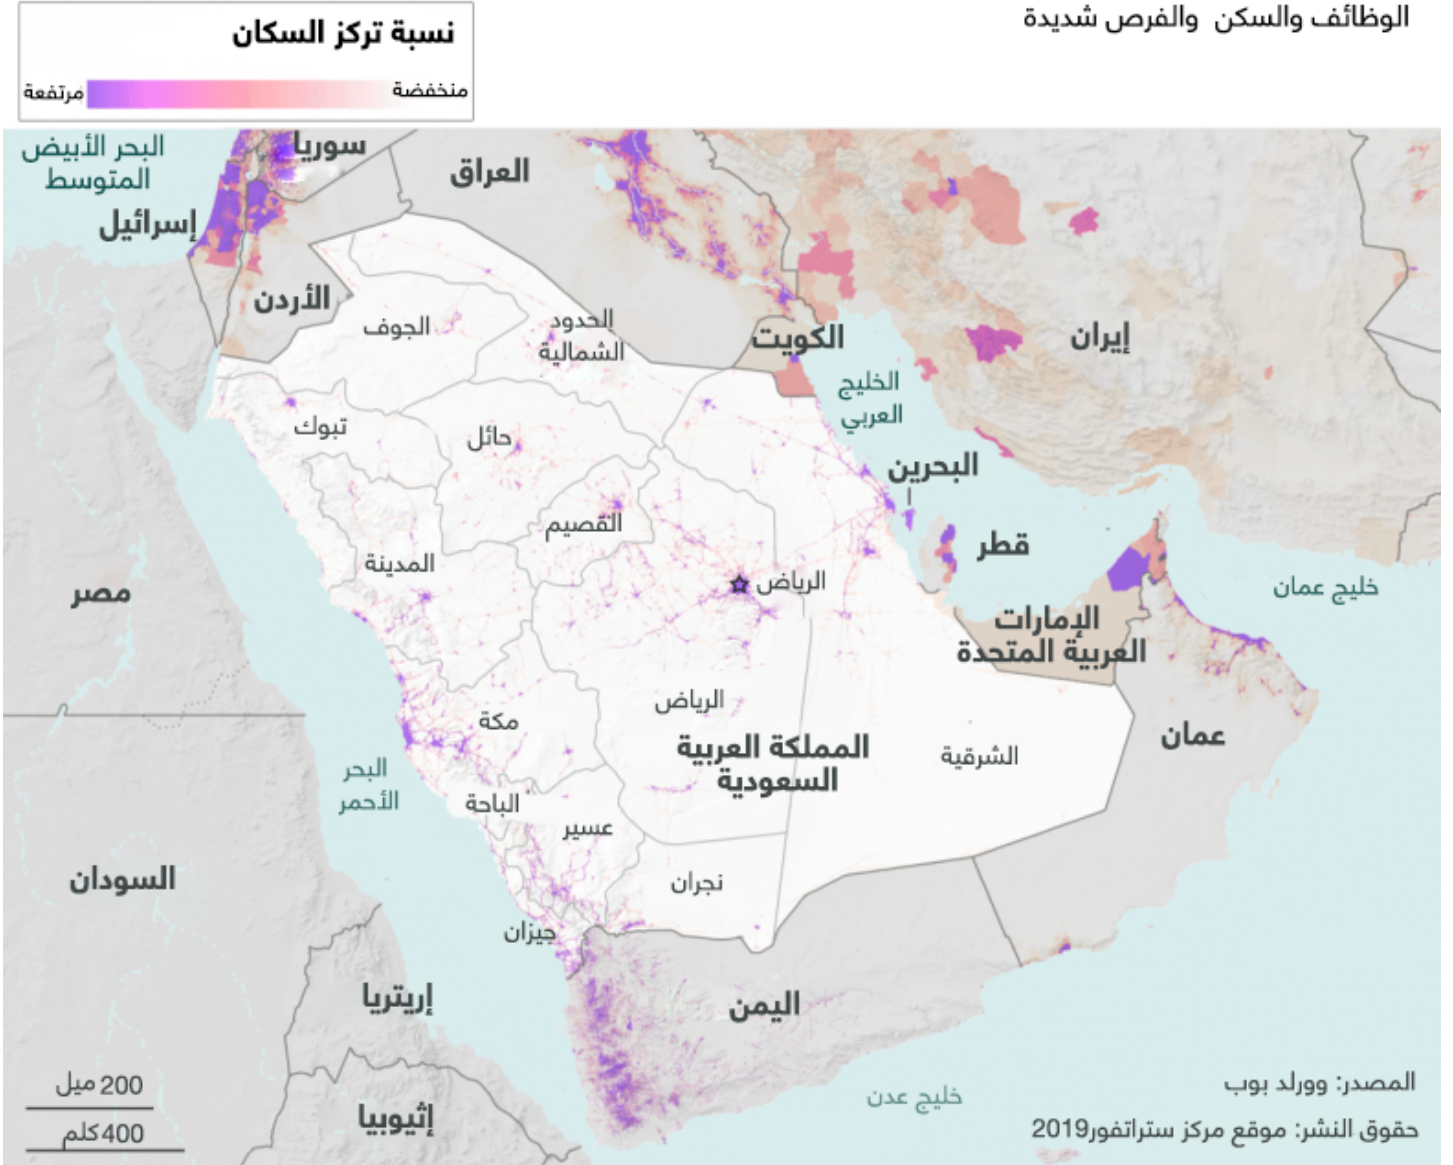 الوظائف والسكن والفرص شديدة
نسبة تركز السكان
منخفضة
مرتفعة
البحر الأبيض
المتوسط
سوريا
العراق
إسرائيل
الأردن
الجوف
الحدود
الشمالية
الكويت
إيران
الخليج
العربي
تبوك
حائل
البحرين
القصيم
قطر
المدينة
الرياض
خليج عمان
مصر
الإمارات
العربية المتحدة
الرياض
مكة
عمان
المملكة العربية
السعودية
الشرقية
البحر
الأحمر
الباحة
عسير
السودان
نجران
جيزان
إريتريا
اليمن
200 ميل
400كلم
إثيوبيا
خليج عدن
المصدر: وورلد بوب
حقوق النشر: موقع مركز ستراتفور2019